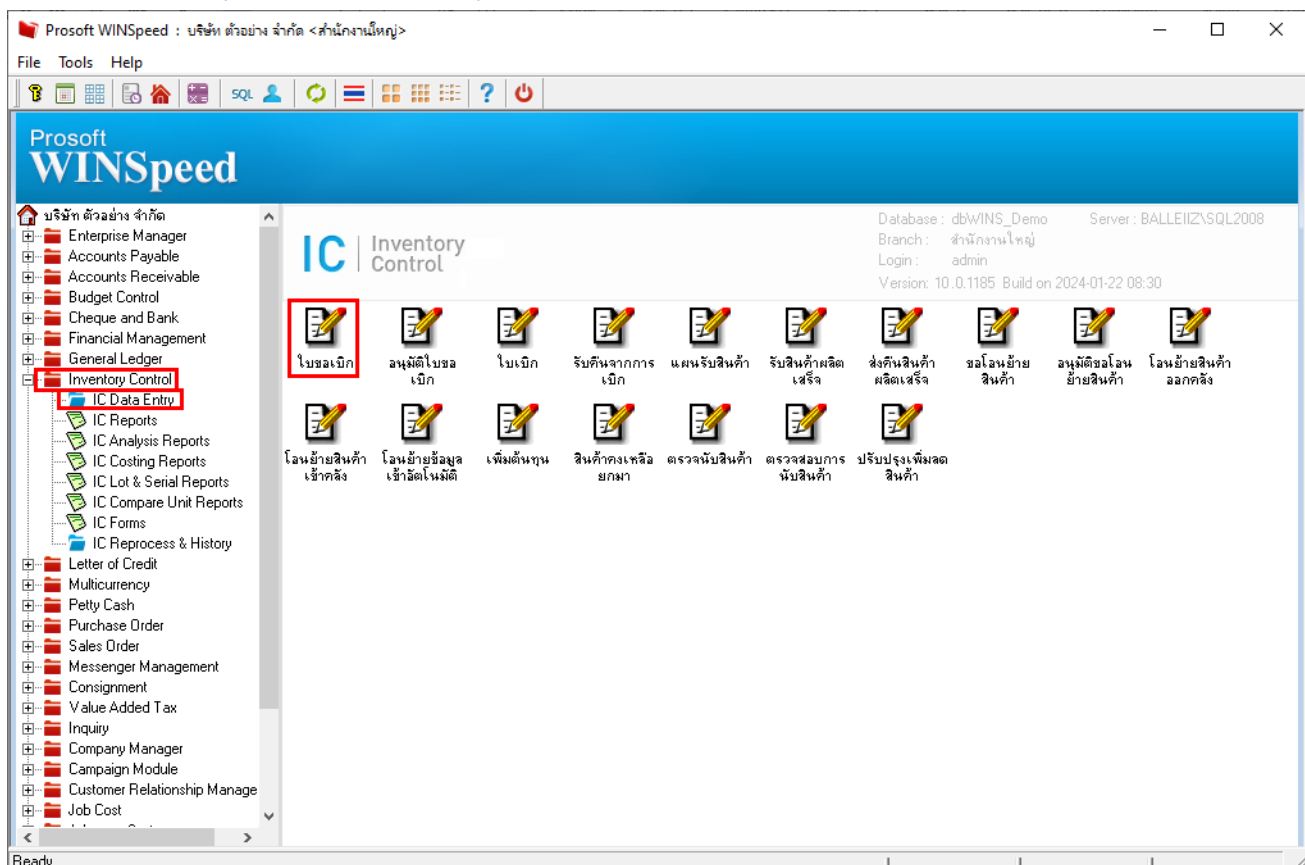 Prosoft WINSpeed : บริษัท ตัวอย่าง จำกัด <สำนักงานใหญ่>
File Tools Help
SQL
Prosoft
WINSpeed
บริษัท ตัวอย่าง จำกัด
Enterprise Manager
Accounts Payable
Accounts Receivable
Budget Control
Cheque and Bank
Financial Management
General Ledger
Inventory Control
IC Data Entry
IC Reports
IC Analysis Reports
IC Costing Reports
IC Lot & Serial Reports
IC Compare Unit Reports
IC Forms
IC Reprocess & History
Letter of Credit
Multicurrency
Petty Cash
Purchase Order
Sales Order
Messenger Management
Consignment
Value Added Tax
Inquiry
Company Manager
Campaign Module
Customer Relationship Manage
Job Cost
IC Inventory
Control
Database : dbWINS_Demo Server : BALLEIIZ\SQL2008
Branch : สำนักงานใหญ่
Login : admin
Version: 10.0.1185 Build on 2024-01-22 08:30
ใบขอเบิก
อนุมัติใบขอ
เบิก
ใบเบิก
รับคืนจากการ
เบิก
แผนรับสินค้า
รับสินค้าผลิต
เสร็จ
ส่งคืนสินค้า
ผลิตเสร็จ
ขอโอนย้าย
สินค้า
อนุมัติขอโอน
ย้ายสินค้า
โอนย้ายสินค้า
ออกคลัง
โอนย้ายสินค้า
เข้าคลัง
โอนย้ายข้อมูล
เข้าอัตโนมัติ
เพิ่มต้นทุน
สินค้าคงเหลือ
ยกมา
ตรวจนับสินค้า
ตรวจสอบการ
นับสินค้า
ปรับปรุงเพิ่มลด
สินค้า
Ready